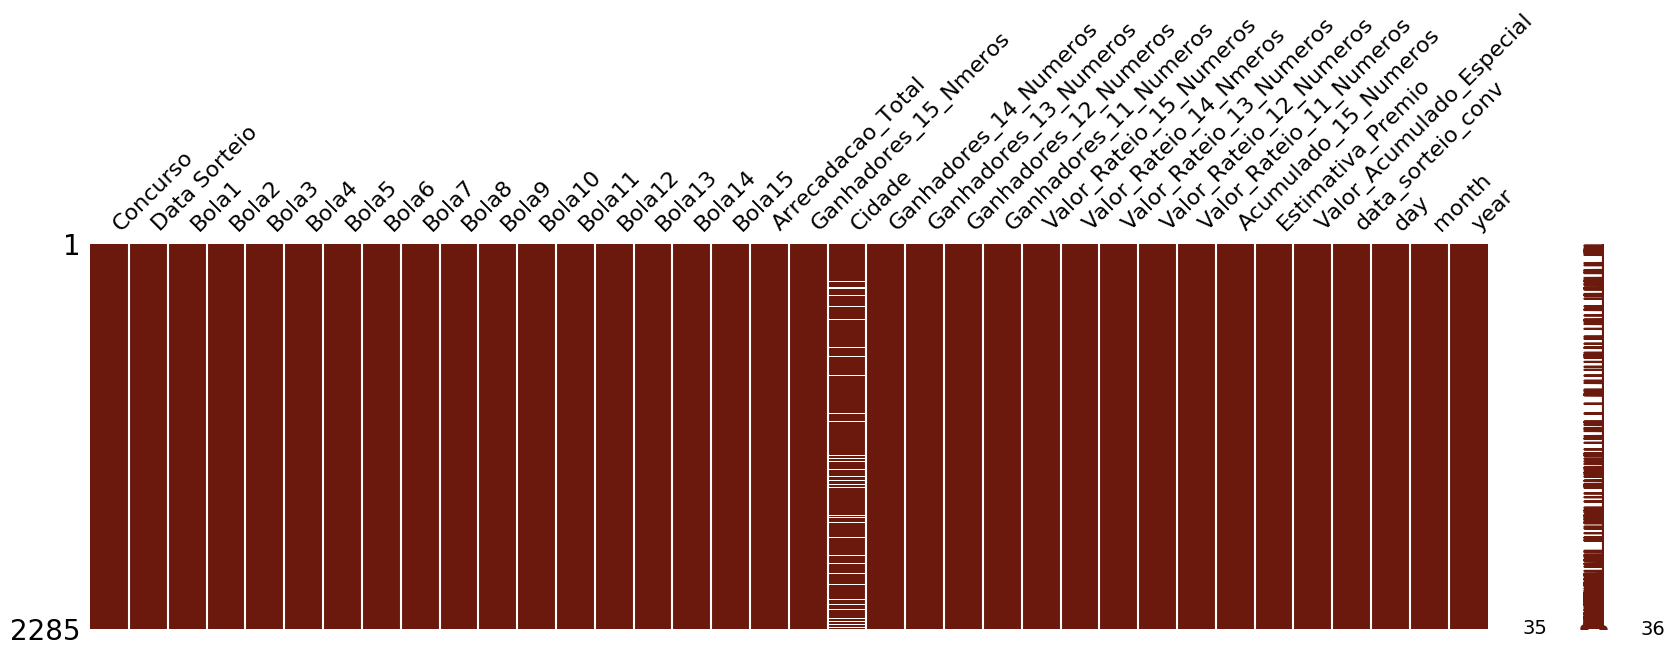 Concurso
Data Sorteio
Bola1
Bola2
Bola3
Bola4
Bola5
Bola6
Bola7
Bola8
Bola9
Bola10
Bola11
Bola12
Bola13
Bola14
Bola15
Arrecadacao_Total
Ganhadores_15_Nmeros
Cidade
Ganhadores_14_Numeros
Ganhadores_13_Numeros
Ganhadores_12_Numeros
Ganhadores_11_Numeros
Valor_Rateio_15_Numeros
Valor_Rateio_14_Nmeros
Valor_Rateio_13_Numeros
Valor_Rateio_12_Numeros
Valor_Rateio_11_Numeros
Acumulado_15_Numeros
Estimativa_Premio
Valor_Acumulado_Especial
data_sorteio_conv
day
month
year
1
2285
35
36